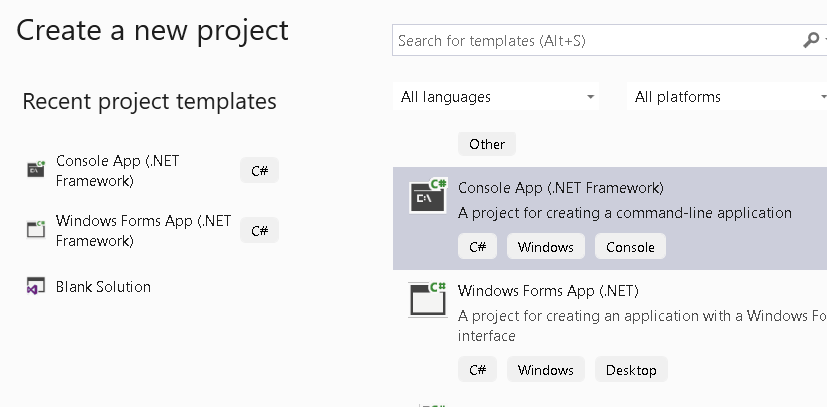 Create a new project
Search for templates (Alt+S)
Recent project templates
All languages
All platforms
Other
Console App (.NET
Framework)
C#
Windows Forms App (.NET
Framework)
C#
Blank Solution
C#
C:\
Console App (.NET Framework)
A project for creating a command-line application
C#
Windows
Console
C#
Windows Forms App (.NET)
A project for creating an application with a Windows Fo
interface
C#
Windows
Desktop
C#